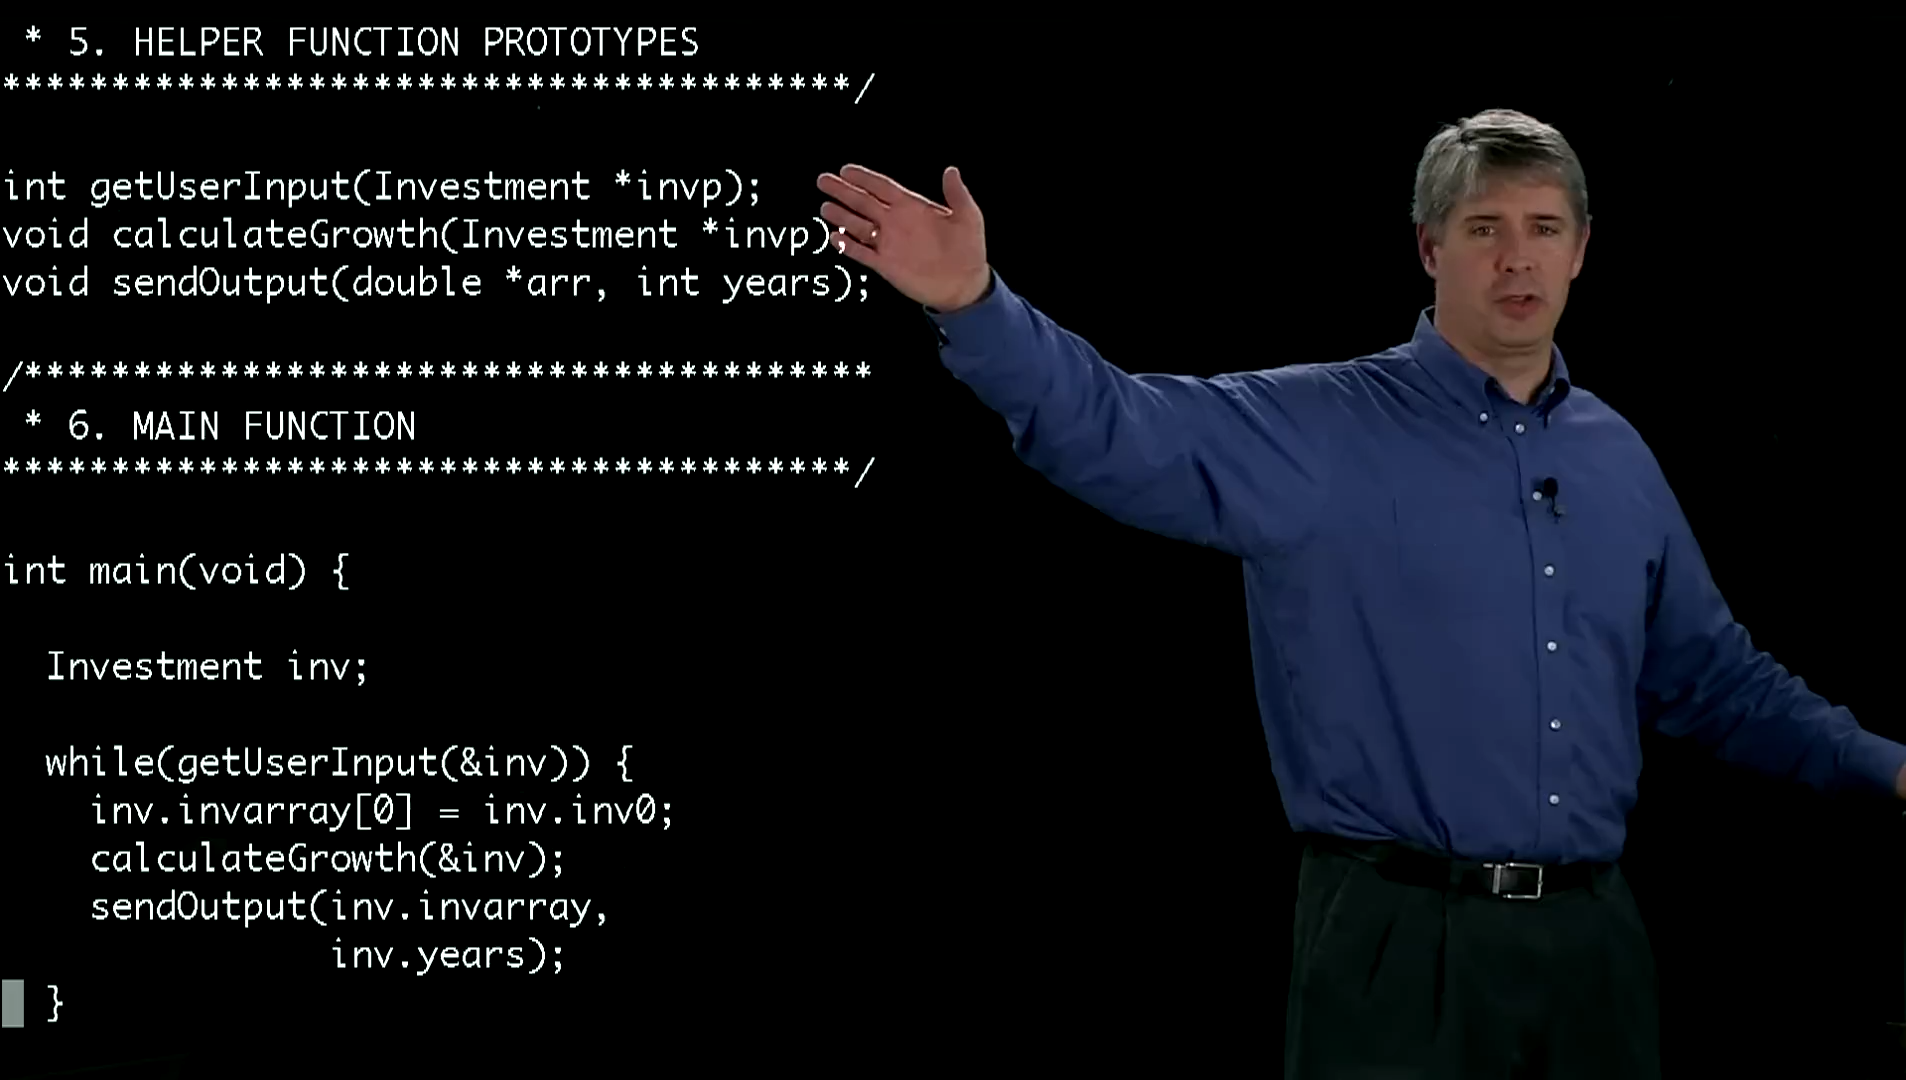 * 5. HELPER FUNCTION PROTOTYPES
***************************************/
int getUserInput(Investment *invp);
void calculateGrowth(Investment *invp);
void sendOutput(double *arr, int years);
/***************************************
* 6. MAIN FUNCTION
***************************************/
int main(void) {
Investment inv;
while(getUserInput(&inv)) {
inv.invarray[0] = inv.inv0;
calculateGrowth(&inv);
sendOutput(inv.invarray,
inv.years);
}